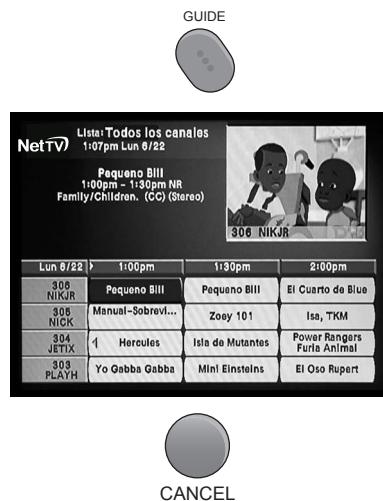 GUIDE
NetTV
Lista: Todos los canales
1:07pm Lun 6/22
Pequeno Bill
1:00pm - 1:30pm NR
Family/Children. (CC) (Stereo)
306 NIKJR
Lun 6/22 1:00pm 1:30pm 2:00pm
306 NIKJR Pequeno Bill Pequeno Bill El Cuarto de Blue
305 NICK Manual-Sobrevi... Zoey 101 Isa, TKM
304 JETIX Hercules Isla de Mutantes Power Rangers Furia Animal
303 PLAYH Yo Gabba Gabba Mini Einsteins El Oso Rupert
CANCEL